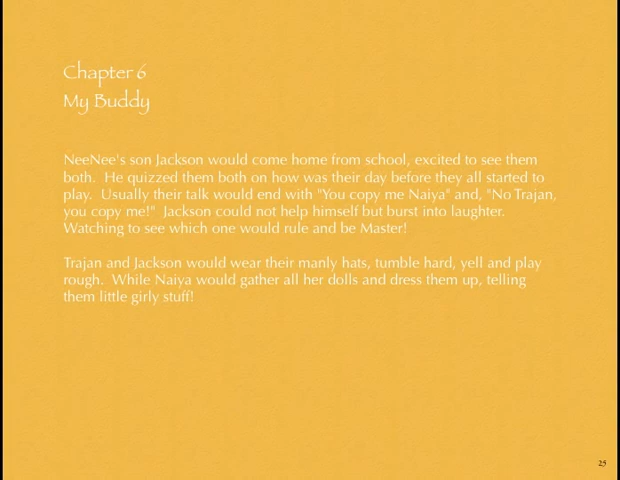 Chapter 6
My Buddy
NeeNee's son Jackson would come home from school, excited to see them
both.  He quizzed them both on how was their day before they all started to
play.  Usually their talk would end with "You copy me Naiya" and, "No Trajan,
you copy me!"  Jackson could not help himself but burst into laughter.
Watching to see which one would rule and be Master!
Trajan and Jackson would wear their manly hats, tumble hard, yell and play
rough.  While Naiya would gather all her dolls and dress them up, telling
them little girly stuff!
25